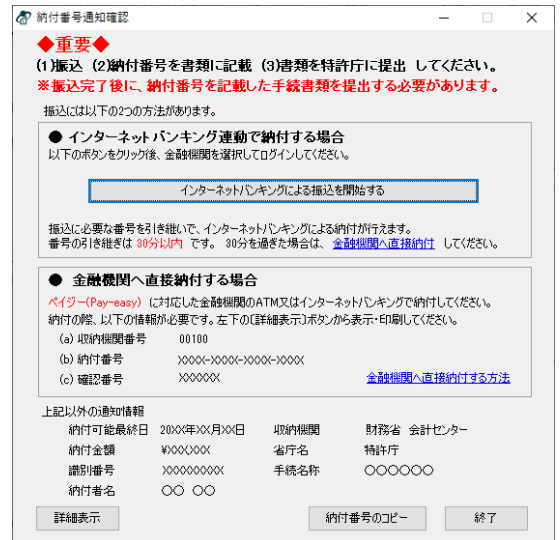 納付番号通知確認
◆重要◆
(1)振込 (2)納付番号を書類に記載 (3)書類を特許庁に提出 してください。
※振込完了後に、納付番号を記載した手続書類を提出する必要があります。
振込には以下の2つの方法があります。
● インターネットバンキング連動で納付する場合
以下のボタンをクリック後、金融機関を選択してログインしてください。
インターネットバンキングによる振込を開始する
振込に必要な番号を引き継いで、インターネットバンキングによる納付が行えます。
番号の引き継ぎは 30分以内 です。 30分を過ぎた場合は、 金融機関へ直接納付 してください。
● 金融機関へ直接納付する場合
ペイジー(Pay-easy) に対応した金融機関のATM又はインターネットバンキングで納付してください。
納付の際、以下の情報が必要です。左下の[詳細表示]ボタンから表示・印刷してください。
(a) 収納機関番号 00100
(b) 納付番号 XXXX-XXXX-XXXX-XXXX
(c) 確認番号 XXXXXX 金融機関へ直接納付する方法
上記以外の通知情報
納付可能最終日 20XX年XX月XX日 収納機関 財務省 会計センター
納付金額 ¥XXX,XXX 省庁名 特許庁
識別番号 XXXXXXXXX 手続名称 〇〇〇〇〇〇
納付者名 〇〇 〇〇
詳細表示 納付番号のコピー 終了